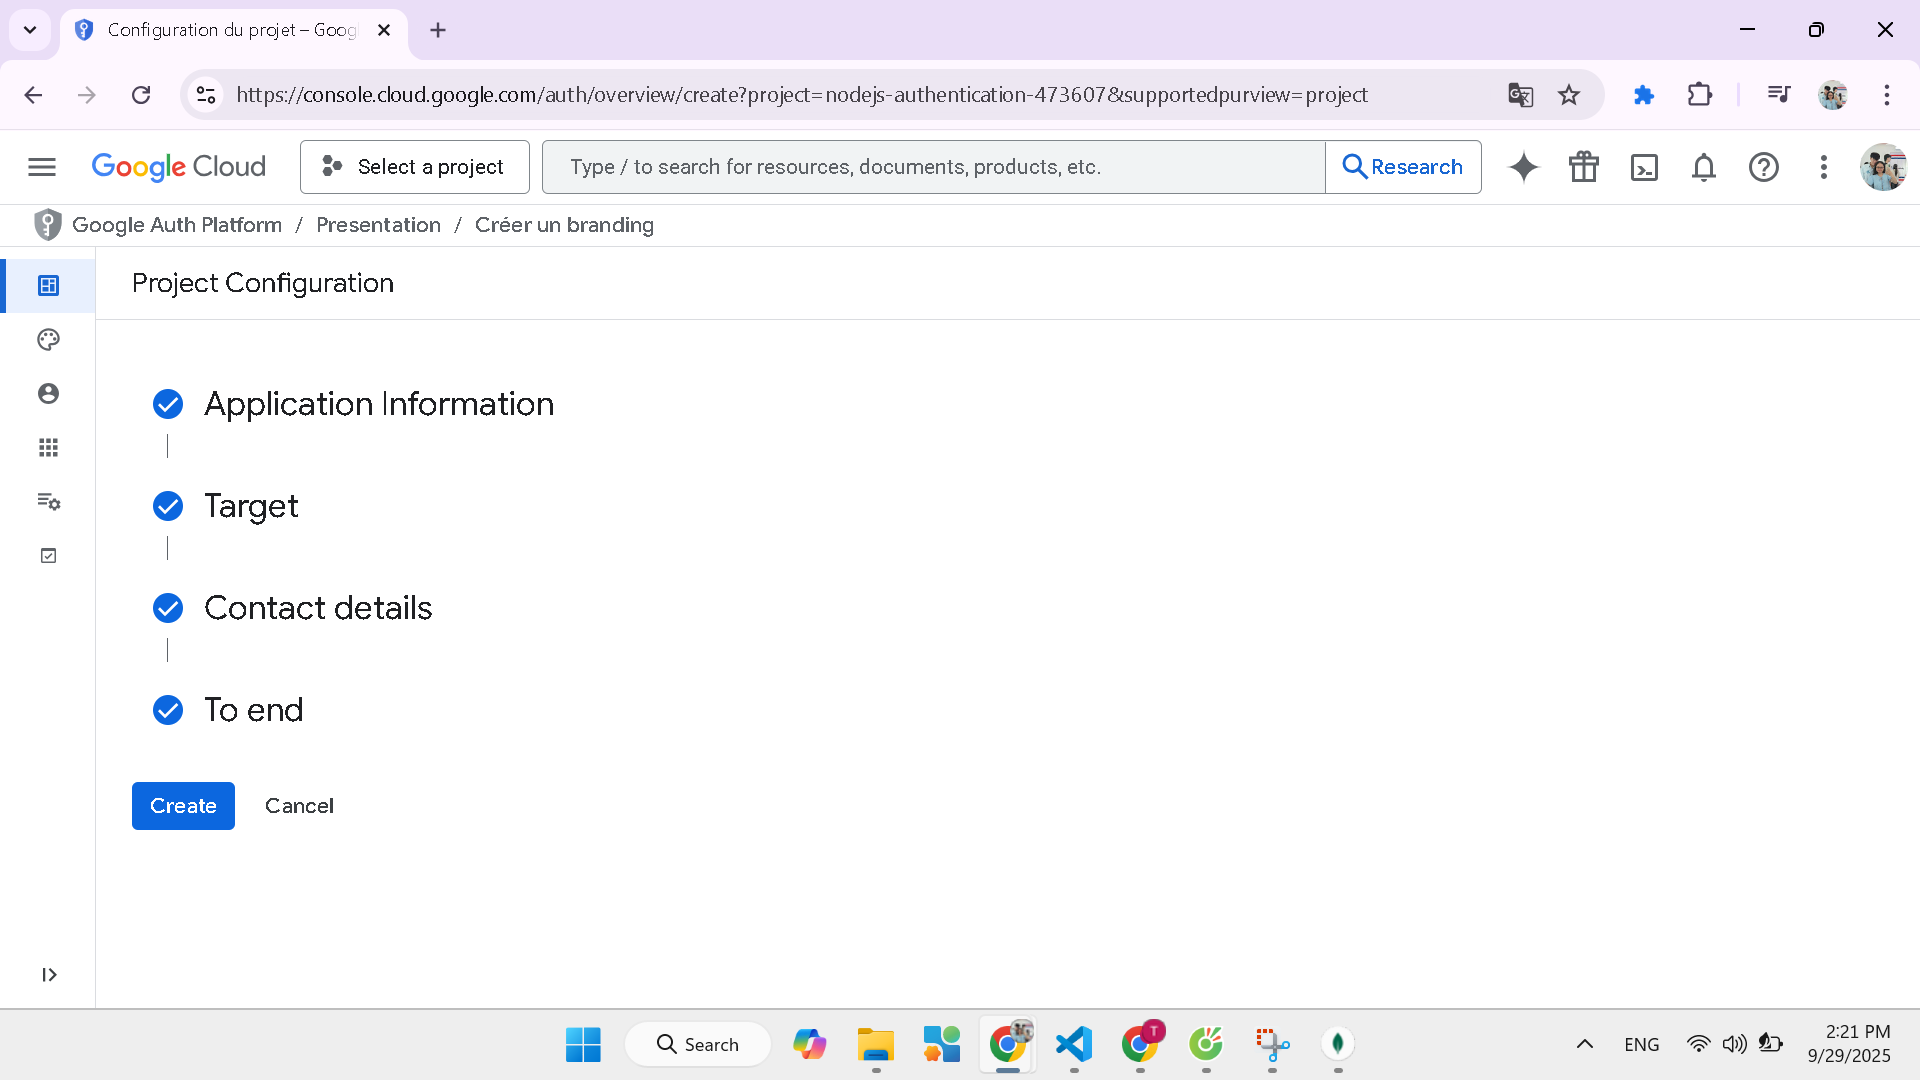 Configuration du projet – Goog
https://console.cloud.google.com/auth/overview/create?project=nodejs-authentication-473607&supportedpurview=project
Google Cloud
Select a project
Type / to search for resources, documents, products, etc.
Research
Google Auth Platform / Presentation / Créer un branding
Project Configuration
Application Information
Target
Contact details
To end
Create
Cancel
Search
T
ENG
2:21 PM
9/29/2025